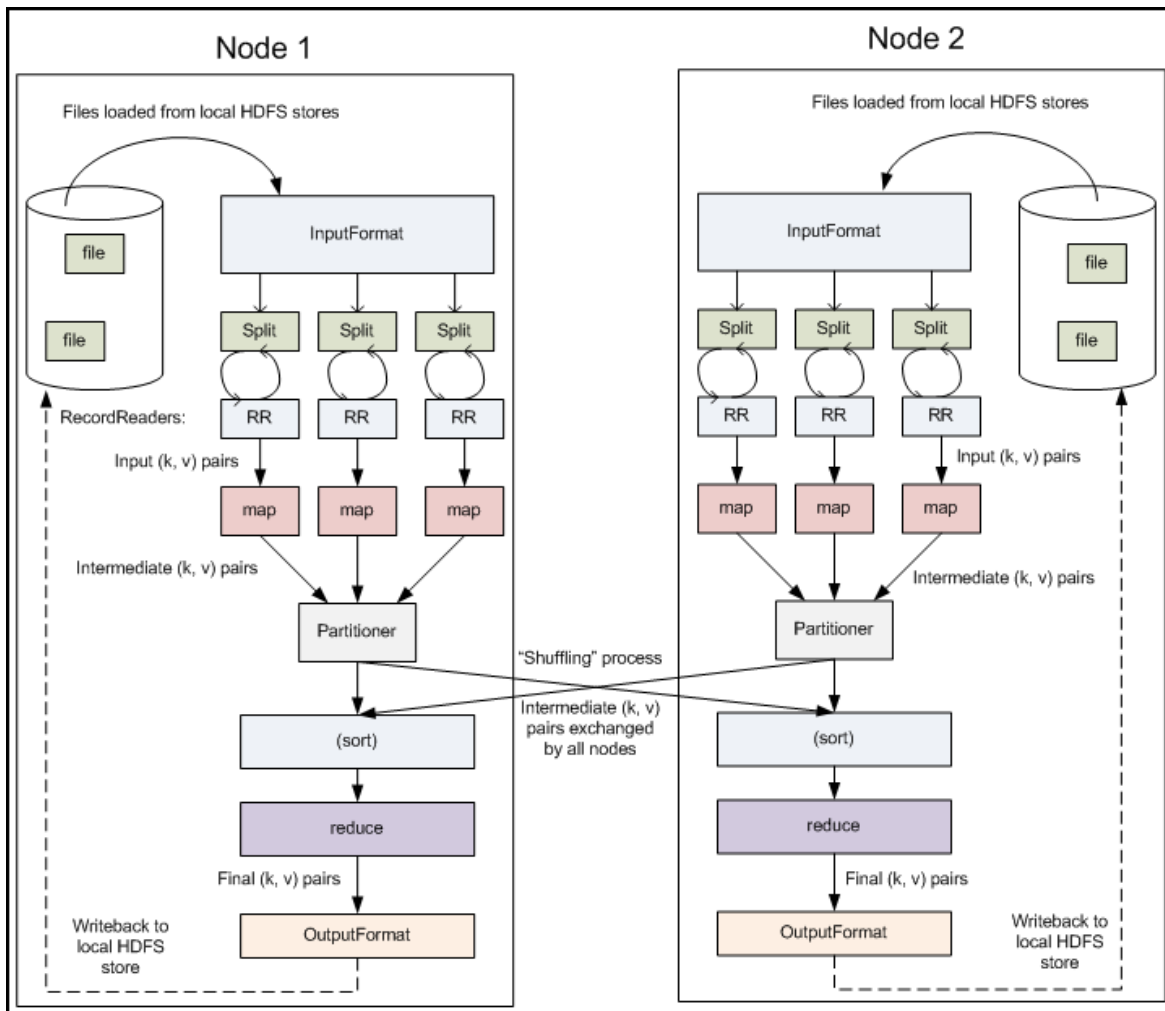 Node 1
Files loaded from local HDFS stores
InputFormat
file
file
Split
Split
Split
RecordReaders:
RR
RR
RR
Input (k, v) pairs
map
map
map
Intermediate (k, v) pairs
Partitioner
(sort)
reduce
Final (k, v) pairs
OutputFormat
Writeback to
local HDFS
store
"Shuffling" process
Intermediate (k, v)
pairs exchanged
by all nodes
Node 2
Files loaded from local HDFS stores
InputFormat
file
file
Split
Split
Split
RR
RR
RR
Input (k, v) pairs
map
map
map
Intermediate (k, v) pairs
Partitioner
(sort)
reduce
Final (k, v) pairs
OutputFormat
Writeback to
local HDFS
store